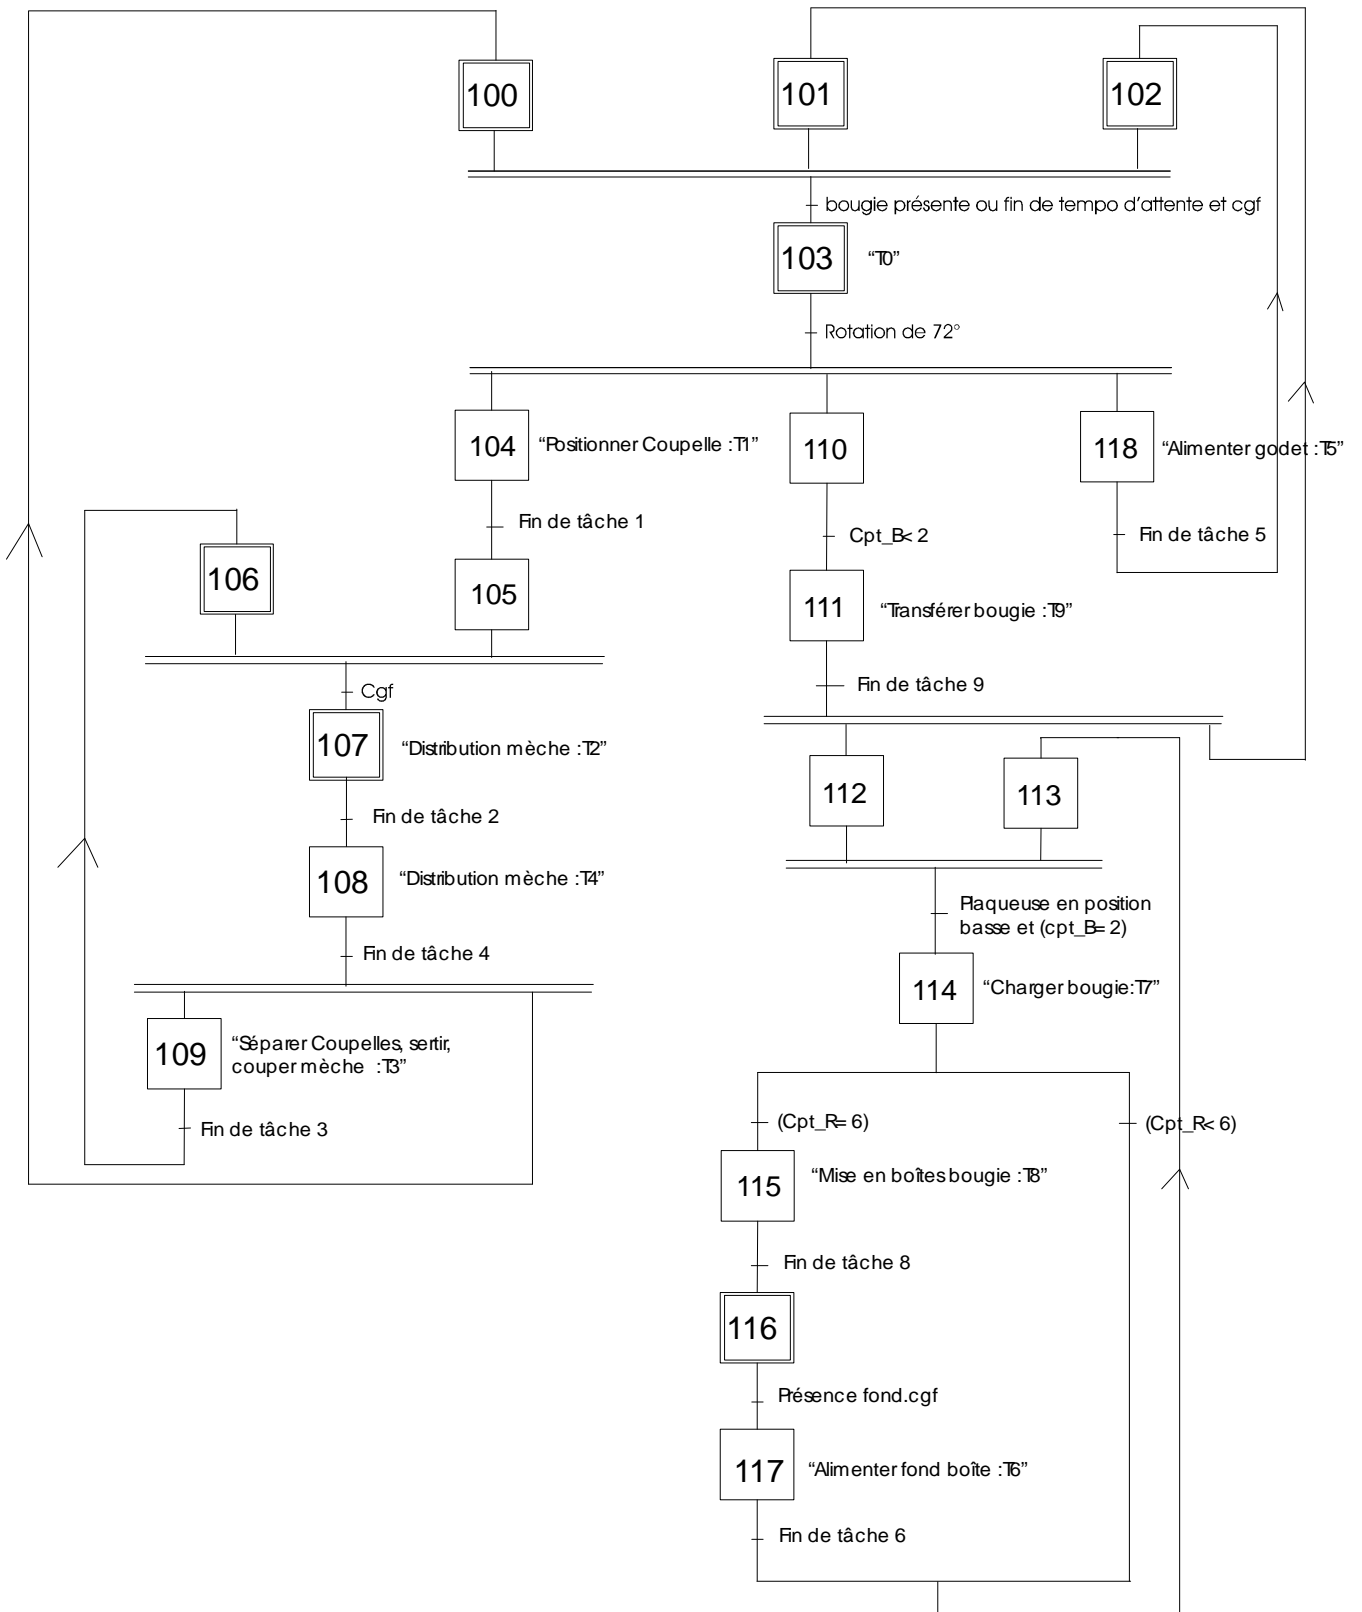 100
101
102
bougie présente ou fin de tempo d'attente et cgf
103
“T0”
Rotation de 72°
104
“Positionner Coupelle :T1”
110
118
“Alimenter godet :T5”
Fin de tâche 1
Cpt_B< 2
Fin de tâche 5
106
105
111
“Transférer bougie :T9”
Fin de tâche 9
Cgf
107
“Distribution mèche :T2”
112
113
Fin de tâche 2
108
“Distribution mèche :T4”
Plaqueuse en position
basse et (cpt_B= 2)
Fin de tâche 4
114
“Charger bougie:T7”
109
“Séparer Coupelles, sertir,
couper mèche :T3”
Fin de tâche 3
(Cpt_R= 6)
(Cpt_R< 6)
115
“Mise en boîtes bougie :T8”
Fin de tâche 8
116
Présence fond.cgf
117
“Alimenter fond boîte :T6”
Fin de tâche 6